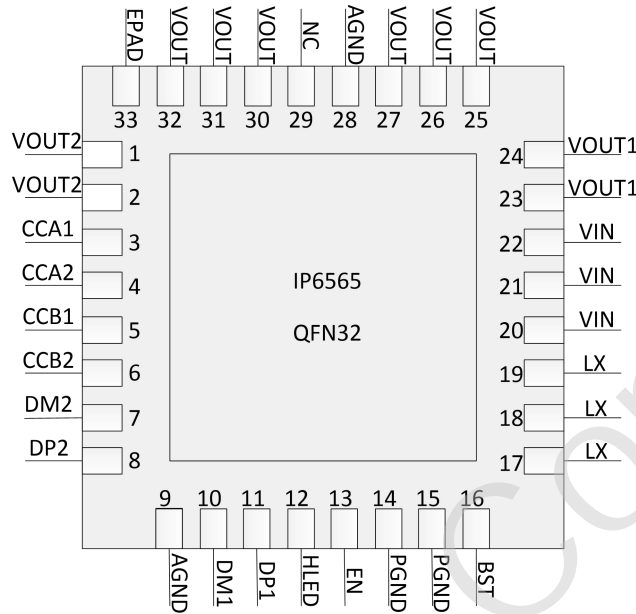 EPAD
VOUT
VOUT
VOUT
NC
AGND
VOUT
VOUT
VOUT
33
32
31
30
29
28
27
26
25
VOUT2 1
VOUT2 2
CCA1 3
CCA2 4
CCB1 5
CCB2 6
DM2 7
DP2 8
IP6565
QFN32
24 VOUT1
23 VOUT1
22 VIN
21 VIN
20 VIN
19 LX
18 LX
17 LX
9
10
11
12
13
14
15
16
AGND
DM1
DP1
HLED
EN
PGND
PGND
BST